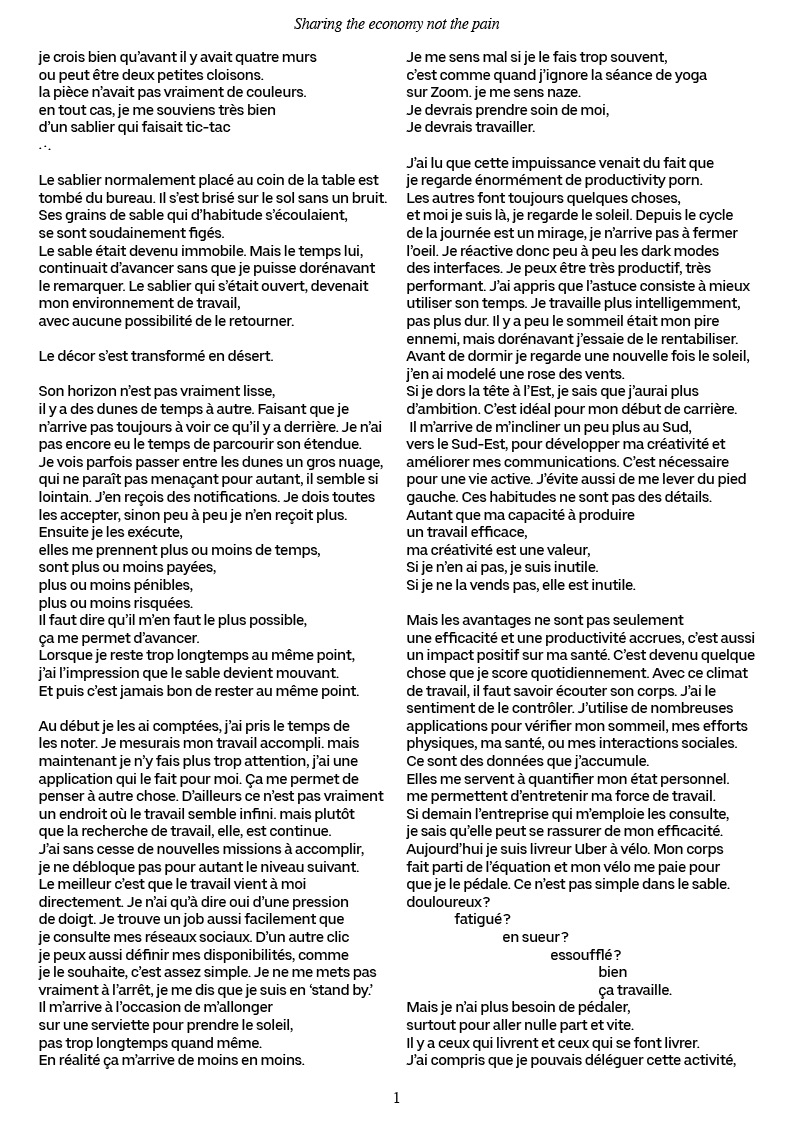 Sharing the economy not the pain
je crois bien qu’avant il y avait quatre murs
ou peut être deux petites cloisons.
la pièce n’avait pas vraiment de couleurs.
en tout cas, je me souviens très bien
d’un sablier qui faisait tic-tac
. · .
Le sablier normalement placé au coin de la table est
tombé du bureau. Il s’est brisé sur le sol sans un bruit.
Ses grains de sable qui d’habitude s’écoulaient,
se sont soudainement figés.
Le sable était devenu immobile. Mais le temps lui,
continuait d’avancer sans que je puisse dorénavant
le remarquer. Le sablier qui s’était ouvert, devenait
mon environnement de travail,
avec aucune possibilité de le retourner.
Le décor s’est transformé en désert.
Son horizon n’est pas vraiment lisse,
il y a des dunes de temps à autre. Faisant que je
n’arrive pas toujours à voir ce qu’il y a derrière. Je n’ai
pas encore eu le temps de parcourir son étendue.
Je vois parfois passer entre les dunes un gros nuage,
qui ne paraît pas menaçant pour autant, il semble si
lointain. J’en reçois des notifications. Je dois toutes
les accepter, sinon peu à peu je n’en reçoit plus.
Ensuite je les exécute,
elles me prennent plus ou moins de temps,
sont plus ou moins payées,
plus ou moins pénibles,
plus ou moins risquées.
Il faut dire qu’il m’en faut le plus possible,
ça me permet d’avancer.
Lorsque je reste trop longtemps au même point,
j’ai l’impression que le sable devient mouvant.
Et puis c’est jamais bon de rester au même point.
Au début je les ai comptées, j’ai pris le temps de
les noter. Je mesurais mon travail accompli. mais
maintenant je n’y fais plus trop attention, j’ai une
application qui le fait pour moi. Ça me permet de
penser à autre chose. D’ailleurs ce n’est pas vraiment
un endroit où le travail semble infini. mais plutôt
que la recherche de travail, elle, est continue.
J’ai sans cesse de nouvelles missions à accomplir,
je ne débloque pas pour autant le niveau suivant.
Le meilleur c’est que le travail vient à moi
directement. Je n’ai qu’à dire oui d’une pression
de doigt. Je trouve un job aussi facilement que
je consulte mes réseaux sociaux. D’un autre clic
je peux aussi définir mes disponibilités, comme
je le souhaite, c’est assez simple. Je ne me mets pas
vraiment à l’arrêt, je me dis que je suis en ‘stand by.’
Il m’arrive à l’occasion de m’allonger
sur une serviette pour prendre le soleil,
pas trop longtemps quand même.
En réalité ça m’arrive de moins en moins.
Je me sens mal si je le fais trop souvent,
c’est comme quand j’ignore la séance de yoga
sur Zoom. je me sens naze.
Je devrais prendre soin de moi,
Je devrais travailler.
J’ai lu que cette impuissance venait du fait que
je regarde énormément de productivity porn.
Les autres font toujours quelques choses,
et moi je suis là, je regarde le soleil. Depuis le cycle
de la journée est un mirage, je n’arrive pas à fermer
l’oeil. Je réactive donc peu à peu les dark modes
des interfaces. Je peux être très productif, très
performant. J’ai appris que l’astuce consiste à mieux
utiliser son temps. Je travaille plus intelligemment,
pas plus dur. Il y a peu le sommeil était mon pire
ennemi, mais dorénavant j’essaie de le rentabiliser.
Avant de dormir je regarde une nouvelle fois le soleil,
j’en ai modelé une rose des vents.
Si je dors la tête à l’Est, je sais que j’aurai plus
d’ambition. C’est idéal pour mon début de carrière.
Il m’arrive de m’incliner un peu plus au Sud,
vers le Sud-Est, pour développer ma créativité et
améliorer mes communications. C’est nécessaire
pour une vie active. J’évite aussi de me lever du pied
gauche. Ces habitudes ne sont pas des détails.
Autant que ma capacité à produire
un travail efficace,
ma créativité est une valeur,
Si je n’en ai pas, je suis inutile.
Si je ne la vends pas, elle est inutile.
Mais les avantages ne sont pas seulement
une efficacité et une productivité accrues, c’est aussi
un impact positif sur ma santé. C’est devenu quelque
chose que je score quotidiennement. Avec ce climat
de travail, il faut savoir écouter son corps. J’ai le
sentiment de le contrôler. J’utilise de nombreuses
applications pour vérifier mon sommeil, mes efforts
physiques, ma santé, ou mes interactions sociales.
Ce sont des données que j’accumule.
Elles me servent à quantifier mon état personnel.
me permettent d’entretenir ma force de travail.
Si demain l’entreprise qui m’emploie les consulte,
je sais qu’elle peut se rassurer de mon efficacité.
Aujourd’hui je suis livreur Uber à vélo. Mon corps
fait parti de l’équation et mon vélo me paie pour
que je le pédale. Ce n’est pas simple dans le sable.
douloureux?
fatigué?
en sueur?
essoufflé?
bien
ça travaille.
Mais je n’ai plus besoin de pédaler,
surtout pour aller nulle part et vite.
Il y a ceux qui livrent et ceux qui se font livrer.
J’ai compris que je pouvais déléguer cette activité,
1